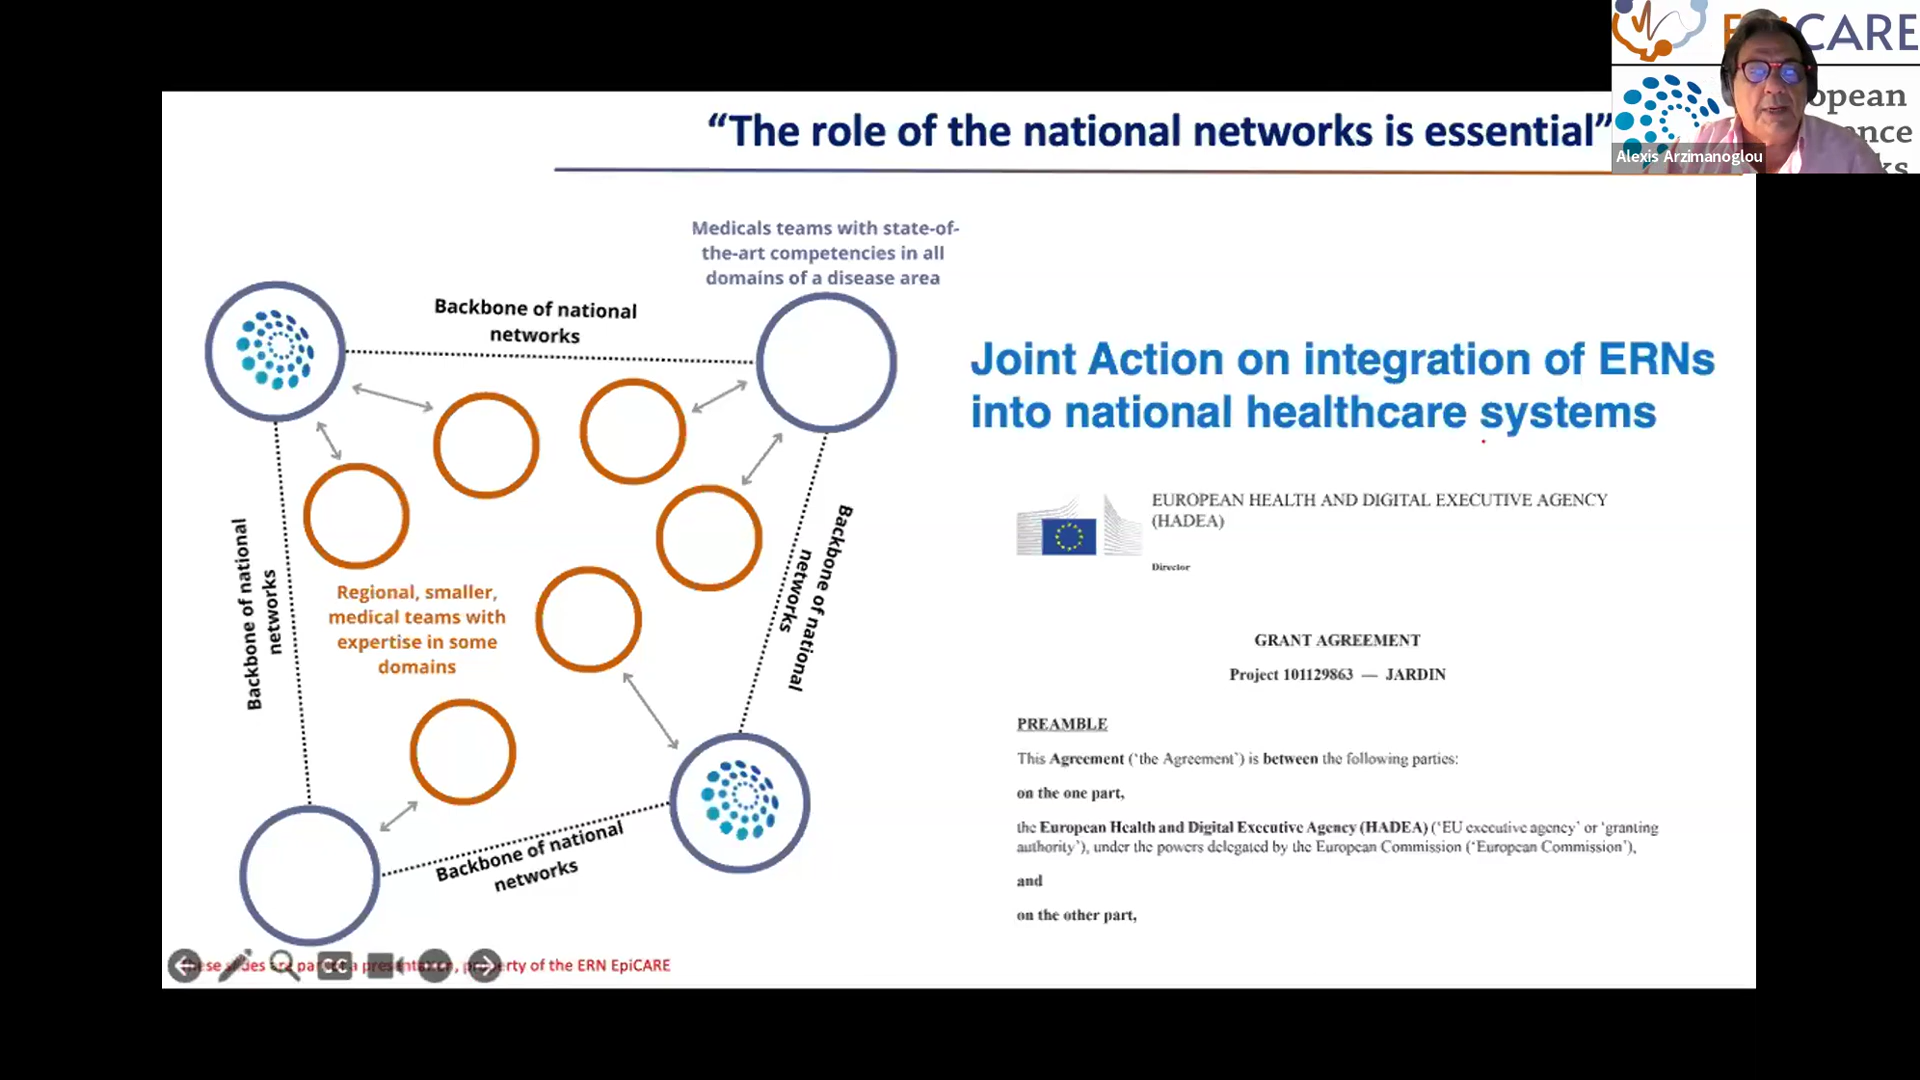 EpiCARE
opean
nce
ks
Alexis Arzimanoglou
“The role of the national networks is essential”
Medicals teams with state-of-
the-art competencies in all
domains of a disease area
Backbone of national
networks
Backbone of national
networks
Backbone of national
networks
Regional, smaller,
medical teams with
expertise in some
domains
Backbone of national
networks
Joint Action on integration of ERNs
into national healthcare systems
EUROPEAN HEALTH AND DIGITAL EXECUTIVE AGENCY
(HADEA)
Director
GRANT AGREEMENT
Project 101129863 — JARDIN
PREAMBLE
This Agreement (‘the Agreement’) is between the following parties:
on the one part,
the European Health and Digital Executive Agency (HADEA) (‘EU executive agency’ or ‘granting
authority’), under the powers delegated by the European Commission (‘European Commission’),
and
on the other part,
These slides are part of a presentation, property of the ERN EpiCARE